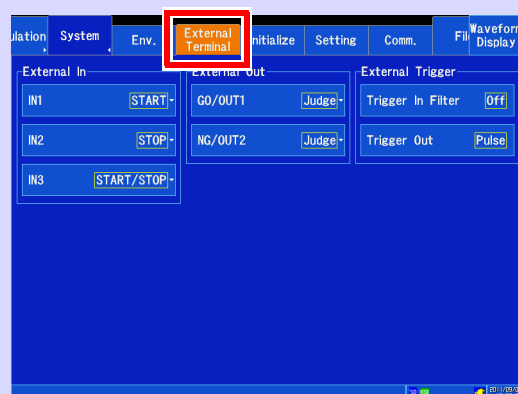 ulation
System
Env.
External
Terminal
nitialize
Setting
Comm.
Fil
Waveform
Display
External In
IN1 START
IN2 STOP
IN3 START/STOP
External Out
GO/OUT1 Judge
NG/OUT2 Judge
External Trigger
Trigger In Filter Off
Trigger Out Pulse